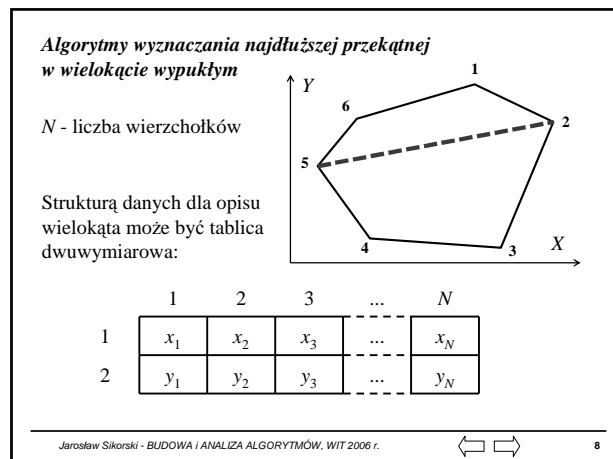 Algorytmy wyznaczania najdłuższej przekątnej
w wielokącie wypukłym
N - liczba wierzchołków
Strukturą danych dla opisu
wielokąta może być tablica
dwuwymiarowa:
Y
1
6
2
5
4
3
X
1 2 3 ... N
1 x1 x2 x3 ... xN
2 y1 y2 y3 ... yN
Jarosław Sikorski - BUDOWA i ANALIZA ALGORYTMÓW, WIT 2006 r. 8